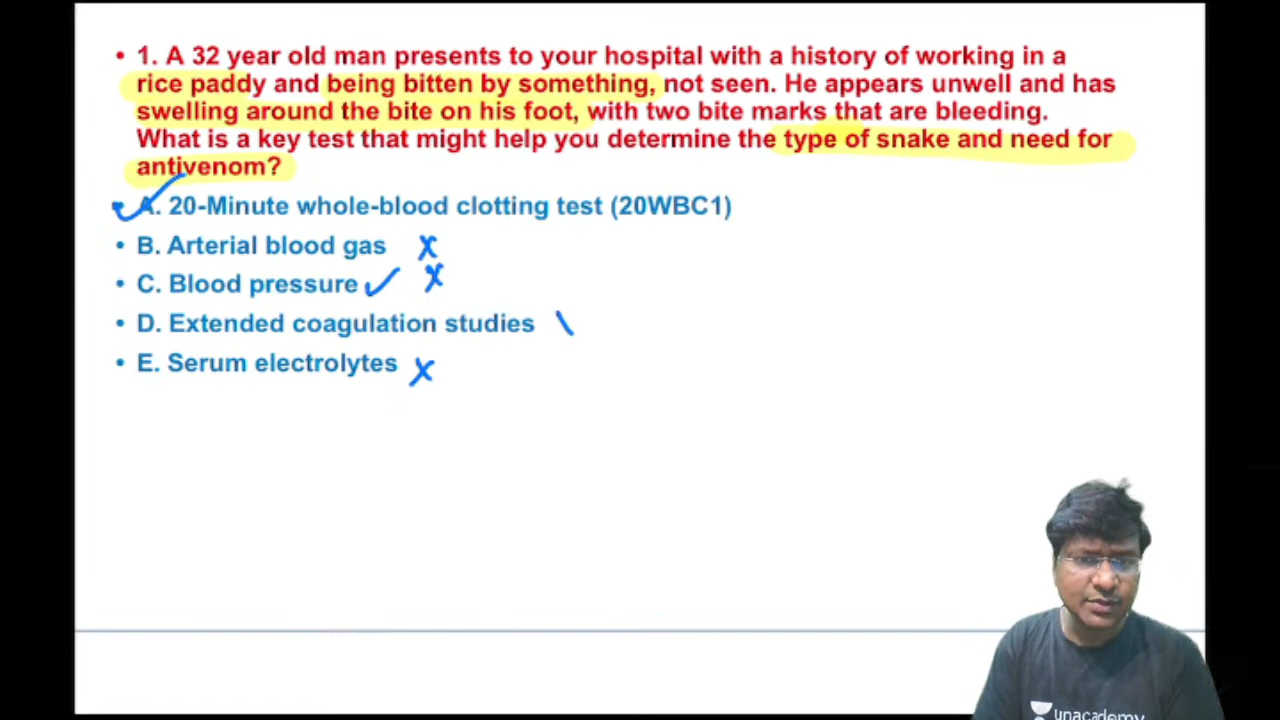 • 1. A 32 year old man presents to your hospital with a history of working in a
rice paddy and being bitten by something, not seen. He appears unwell and has
swelling around the bite on his foot, with two bite marks that are bleeding.
What is a key test that might help you determine the type of snake and need for
antivenom?
• A. 20-Minute whole-blood clotting test (20WBC1)
• B. Arterial blood gas
• C. Blood pressure
• D. Extended coagulation studies
• E. Serum electrolytes
unacademy